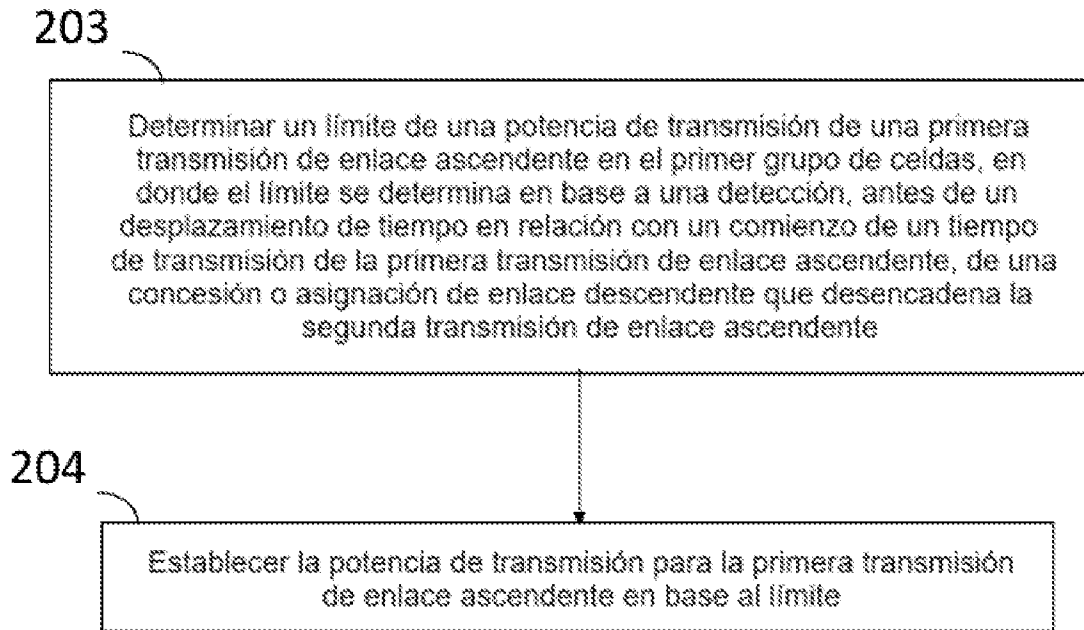 203
Determinar un límite de una potencia de transmisión de una primera
transmisión de enlace ascendente en el primer grupo de celdas, en
donde el límite se determina en base a una detección, antes de un
desplazamiento de tiempo en relación con un comienzo de un tiempo
de transmisión de la primera transmisión de enlace ascendente, de una
concesión o asignación de enlace descendente que desencadena la
segunda transmisión de enlace ascendente
204
Establecer la potencia de transmisión para la primera transmisión
de enlace ascendente en base al límite